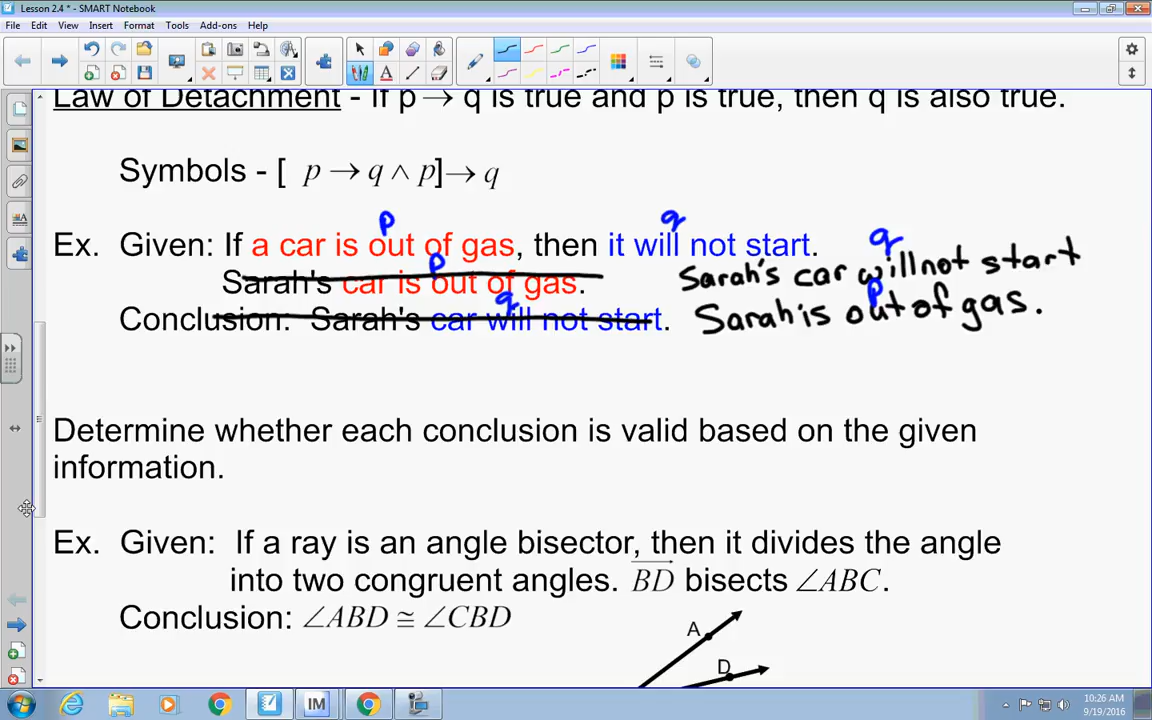 Lesson 2.4 * - SMART Notebook
File Edit View Insert Format Tools Add-ons Help
Law of Detachment - If p → q is true and p is true, then q is also true.
Symbols - [ p → q ∧ p] → q
p q
Ex. Given: If a car is out of gas, then it will not start.
p q
Sarah's car is out of gas. Sarah's car will not start
q p
Conclusion: Sarah's car will not start. Sarah is out of gas.
Determine whether each conclusion is valid based on the given
information.
Ex. Given: If a ray is an angle bisector, then it divides the angle
into two congruent angles. BD bisects ∠ABC.
Conclusion: ∠ABD ≅ ∠CBD
A
D
IM
10:26 AM
9/19/2016